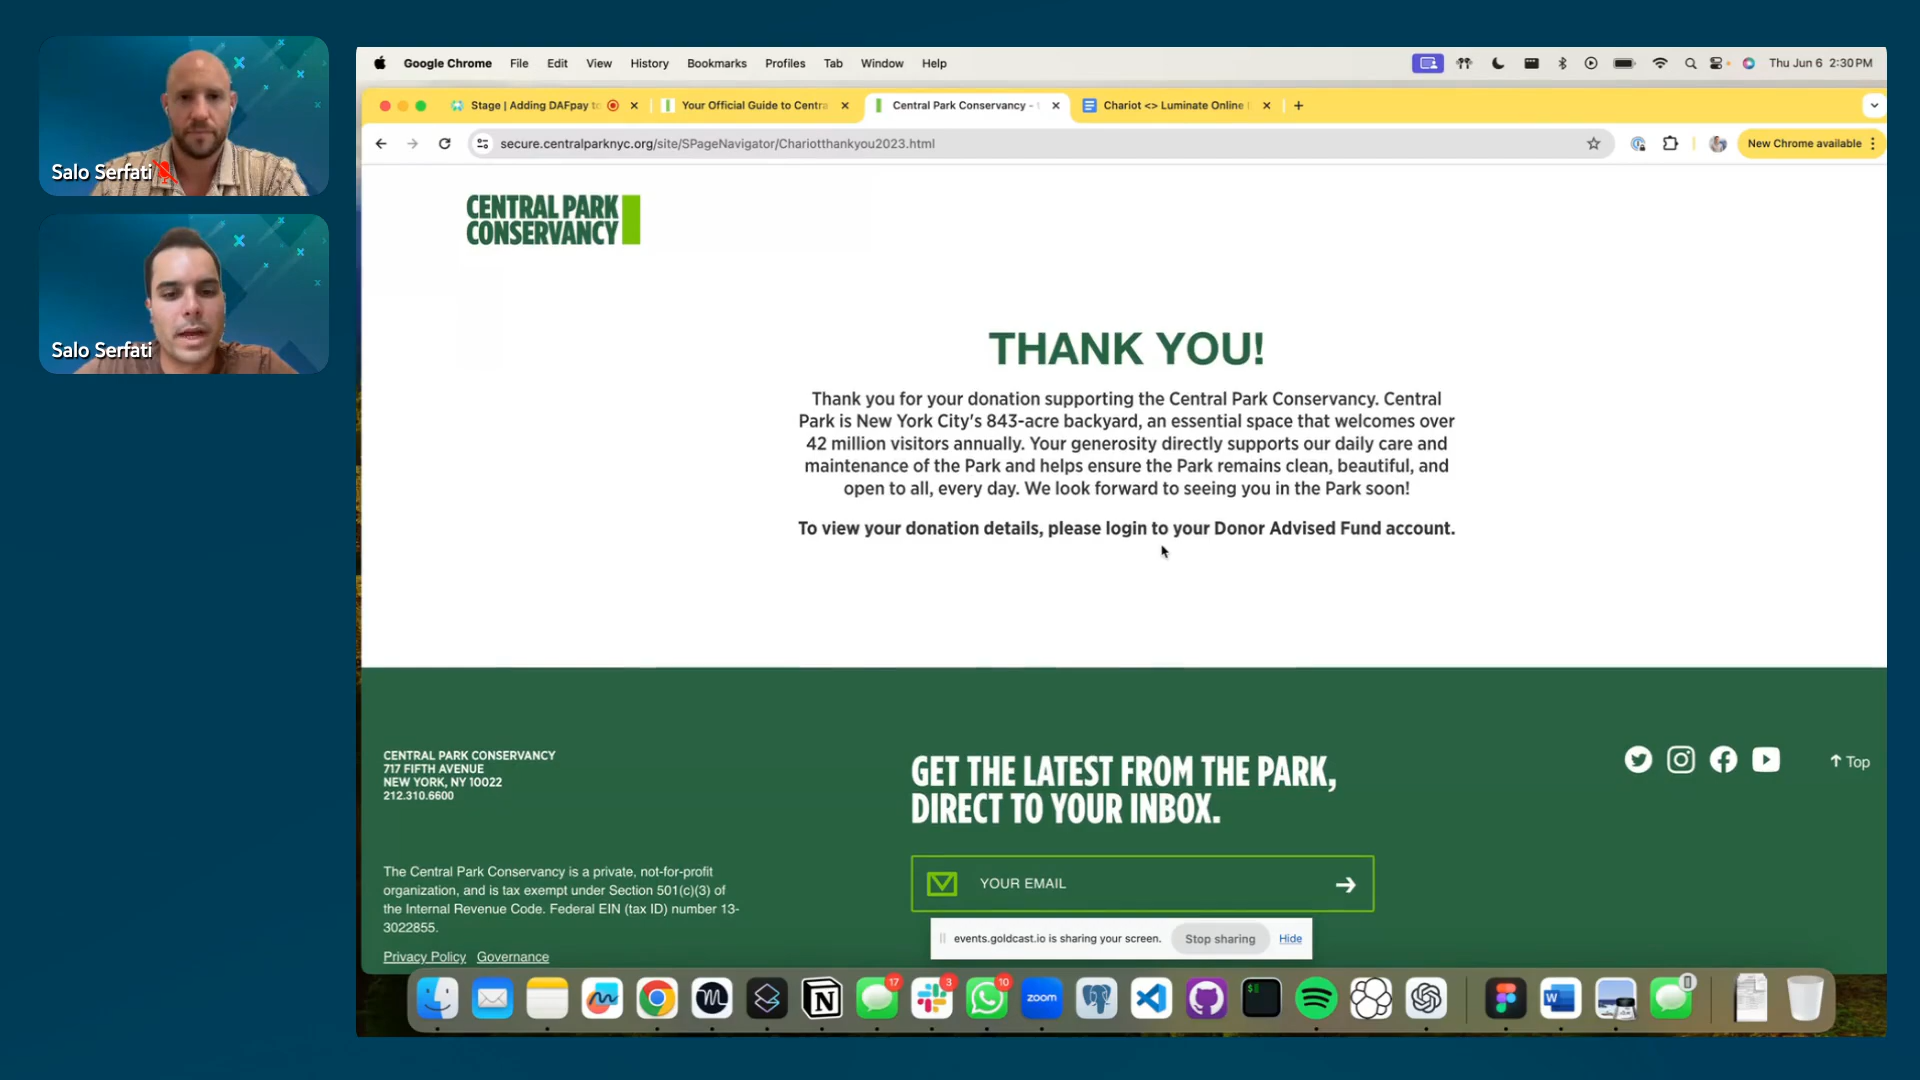 Salo Serfati
Salo Serfati
Google Chrome File Edit View History Bookmarks Profiles Tab Window Help
Thu Jun 6 2:30 PM
Stage | Adding DAFpay to
Your Official Guide to Centra
Central Park Conservancy -
Chariot <> Luminate Online
secure.centralparknyc.org/site/SPageNavigator/Chariotthankyou2023.html
New Chrome available
CENTRAL PARK
CONSERVANCY
THANK YOU!
Thank you for your donation supporting the Central Park Conservancy. Central
Park is New York City's 843-acre backyard, an essential space that welcomes over
42 million visitors annually. Your generosity directly supports our daily care and
maintenance of the Park and helps ensure the Park remains clean, beautiful, and
open to all, every day. We look forward to seeing you in the Park soon!
To view your donation details, please login to your Donor Advised Fund account.
CENTRAL PARK CONSERVANCY
717 FIFTH AVENUE
NEW YORK, NY 10022
212.310.6600
The Central Park Conservancy is a private, not-for-profit
organization, and is tax exempt under Section 501(c)(3) of
the Internal Revenue Code. Federal EIN (tax ID) number 13-
3022855.
Privacy Policy Governance
GET THE LATEST FROM THE PARK,
DIRECT TO YOUR INBOX.
YOUR EMAIL
Top
events.goldcast.io is sharing your screen.
Stop sharing
Hide
17
3
10
zoom
N
W
$